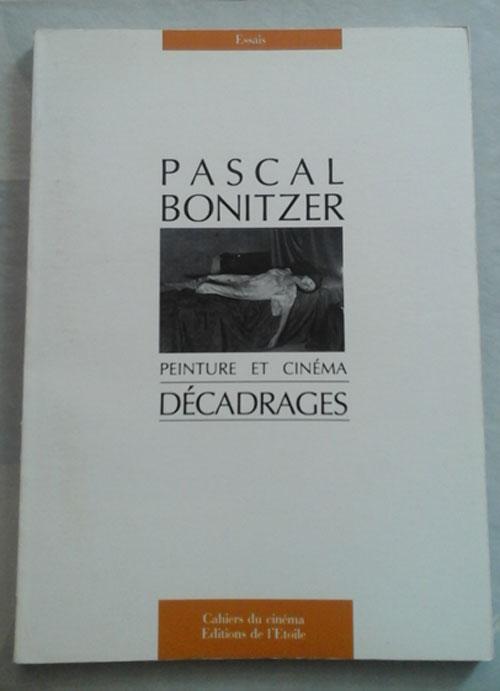 Essais
PASCAL
BONITZER
PEINTURE ET CINÉMA
DÉCADRAGES
Cahiers du cinéma
Editions de l'Etoile